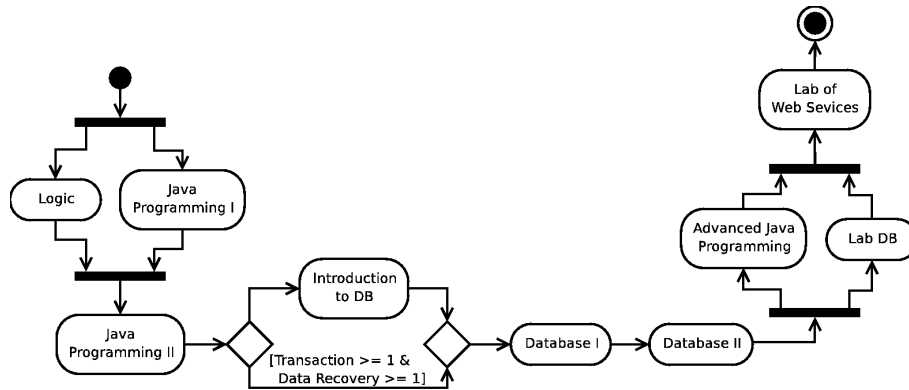 Logic
Java
Programming I
Java
Programming II
Introduction
to DB
[Transaction >= 1 &
Data Recovery >= 1]
Database I
Database II
Advanced Java
Programming
Lab DB
Lab of
Web Sevices